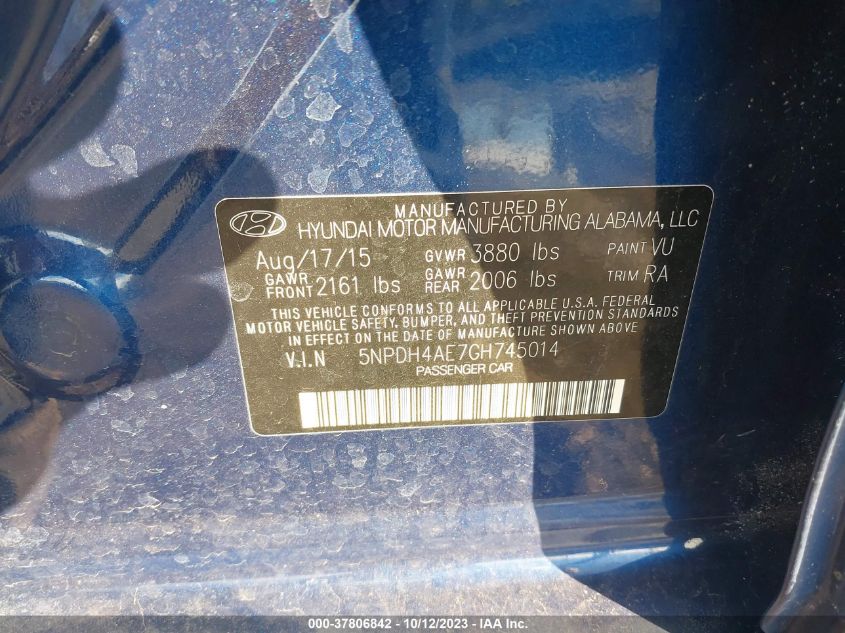 MANUFACTURED BY
HYUNDAI MOTOR MANUFACTURING ALABAMA, LLC
Aug/17/15 GVWR 3880 lbs PAINT VU
GAWR FRONT 2161 lbs GAWR REAR 2006 lbs TRIM RA
THIS VEHICLE CONFORMS TO ALL APPLICABLE U.S.A. FEDERAL
MOTOR VEHICLE SAFETY, BUMPER, AND THEFT PREVENTION STANDARDS
IN EFFECT ON THE DATE OF MANUFACTURE SHOWN ABOVE
V.I.N 5NPDH4AE7GH745014
PASSENGER CAR
000-37806842 - 10/12/2023 - © IAA, Inc.